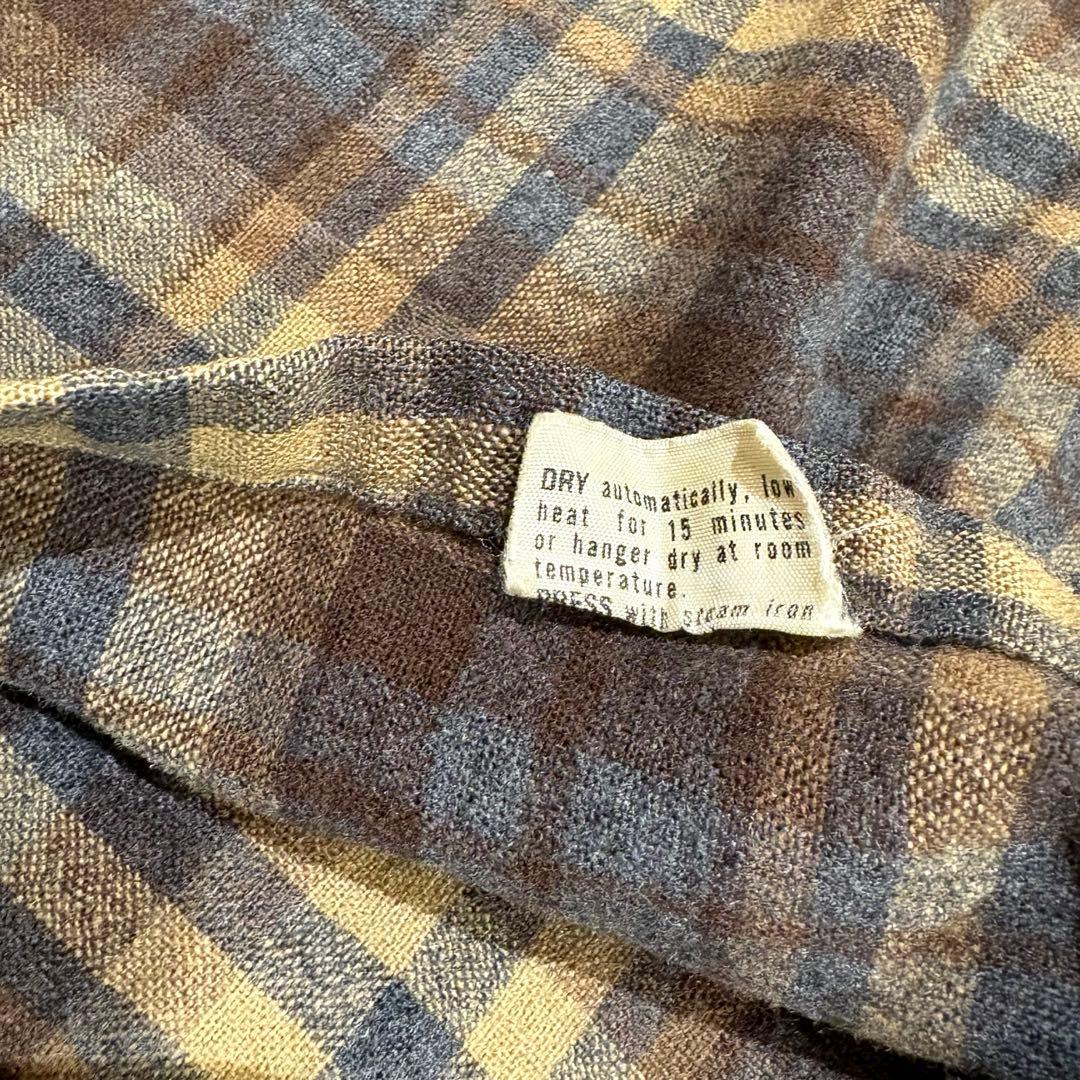 DRY automatically, low
heat for 15 minutes
or hanger dry at room
temperature.
PRESS with steam iron